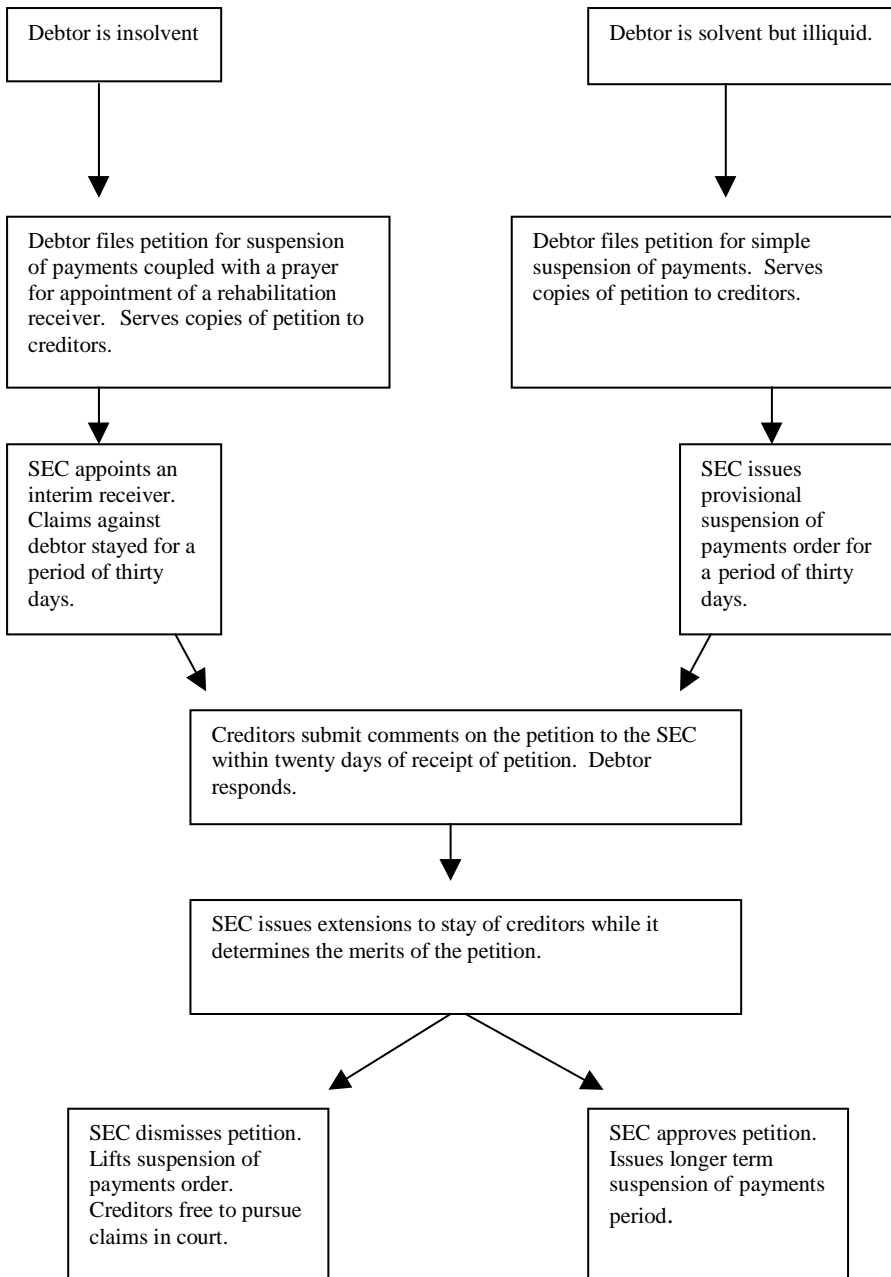 Debtor is insolvent
Debtor is solvent but illiquid.
Debtor files petition for suspension
of payments coupled with a prayer
for appointment of a rehabilitation
receiver. Serves copies of petition to
creditors.
Debtor files petition for simple
suspension of payments. Serves
copies of petition to creditors.
SEC appoints an
interim receiver.
Claims against
debtor stayed for a
period of thirty
days.
SEC issues
provisional
suspension of
payments order for
a period of thirty
days.
Creditors submit comments on the petition to the SEC
within twenty days of receipt of petition. Debtor
responds.
SEC issues extensions to stay of creditors while it
determines the merits of the petition.
SEC dismisses petition.
Lifts suspension of
payments order.
Creditors free to pursue
claims in court.
SEC approves petition.
Issues longer term
suspension of payments
period.